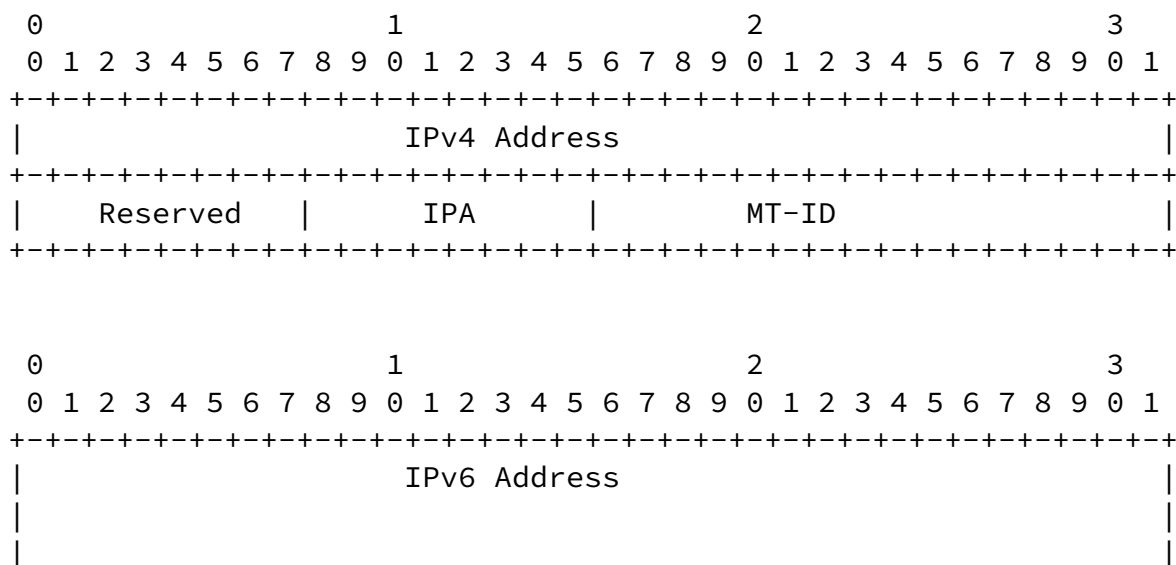 0                   1                   2                   3
 0 1 2 3 4 5 6 7 8 9 0 1 2 3 4 5 6 7 8 9 0 1 2 3 4 5 6 7 8 9 0 1
+-+-+-+-+-+-+-+-+-+-+-+-+-+-+-+-+-+-+-+-+-+-+-+-+-+-+-+-+-+-+-+-+
|                     IPv4 Address                              |
+-+-+-+-+-+-+-+-+-+-+-+-+-+-+-+-+-+-+-+-+-+-+-+-+-+-+-+-+-+-+-+-+
|    Reserved   |      IPA      |        MT-ID                  |
+-+-+-+-+-+-+-+-+-+-+-+-+-+-+-+-+-+-+-+-+-+-+-+-+-+-+-+-+-+-+-+-+
 0                   1                   2                   3
 0 1 2 3 4 5 6 7 8 9 0 1 2 3 4 5 6 7 8 9 0 1 2 3 4 5 6 7 8 9 0 1
+-+-+-+-+-+-+-+-+-+-+-+-+-+-+-+-+-+-+-+-+-+-+-+-+-+-+-+-+-+-+-+-+
|                     IPv6 Address                              |
|                                                               |
|                                                               |